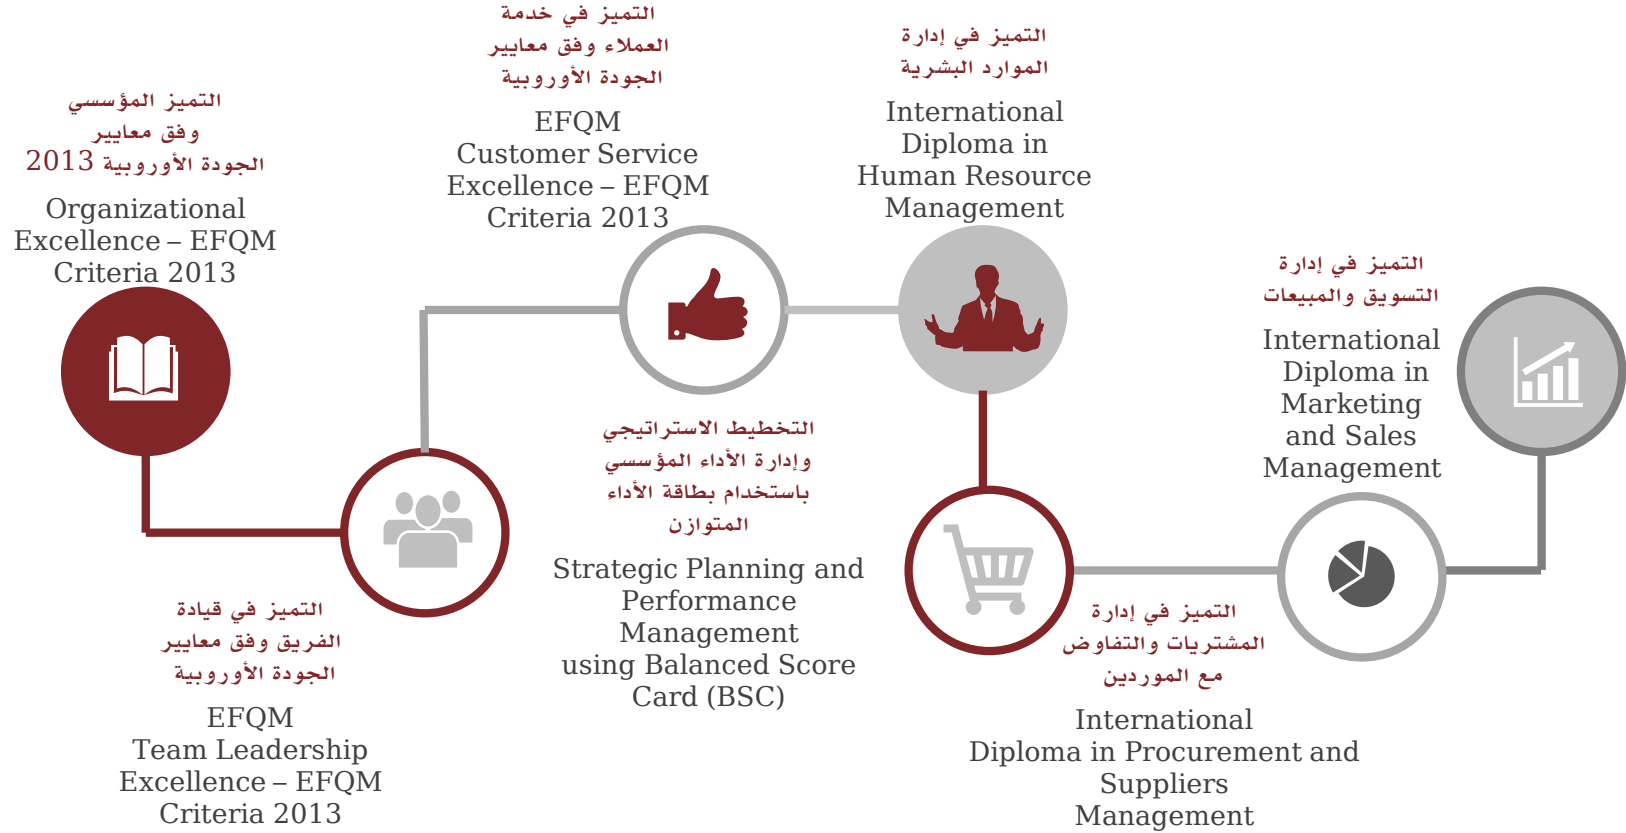 التميز المؤسسي
وفق معايير
الجودة الأوروبية 2013
Organizational
Excellence – EFQM
Criteria 2013
التميز في قيادة
الفريق وفق معايير
الجودة الأوروبية
EFQM
Team Leadership
Excellence – EFQM
Criteria 2013
التميز في خدمة
العملاء وفق معايير
الجودة الأوروبية
EFQM
Customer Service
Excellence – EFQM
Criteria 2013
التخطيط الاستراتيجي
وإدارة الأداء المؤسسي
باستخدام بطاقة الأداء
المتوازن
Strategic Planning and
Performance
Management
using Balanced Score
Card (BSC)
التميز في إدارة
الموارد البشرية
International
Diploma in
Human Resource
Management
التميز في إدارة
المشتريات والتفاوض
مع الموردين
International
Diploma in Procurement and
Suppliers
Management
التميز في إدارة
التسويق والمبيعات
International
Diploma in
Marketing
and Sales
Management